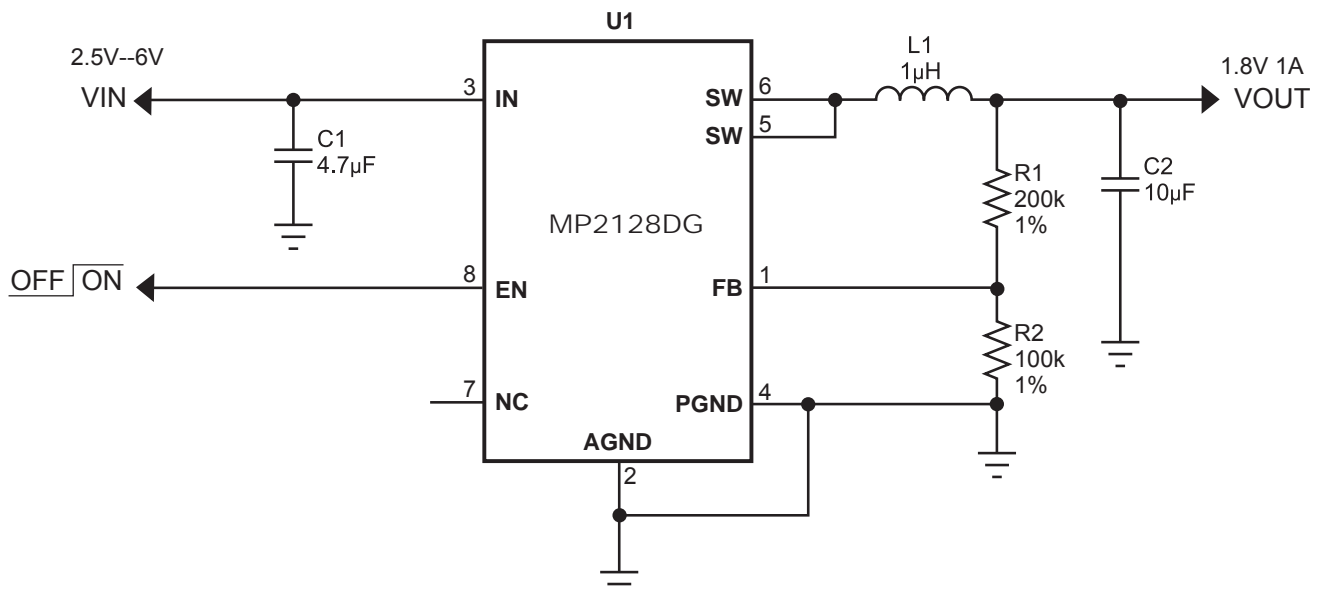 U1
2.5V--6V
VIN
3
IN
C1
4.7µF
OFF ON
8
EN
7
NC
MP2128DG
AGND
2
SW
6
SW
5
FB
1
PGND
4
L1
1µH
R1
200k
1%
R2
100k
1%
C2
10µF
1.8V 1A
VOUT